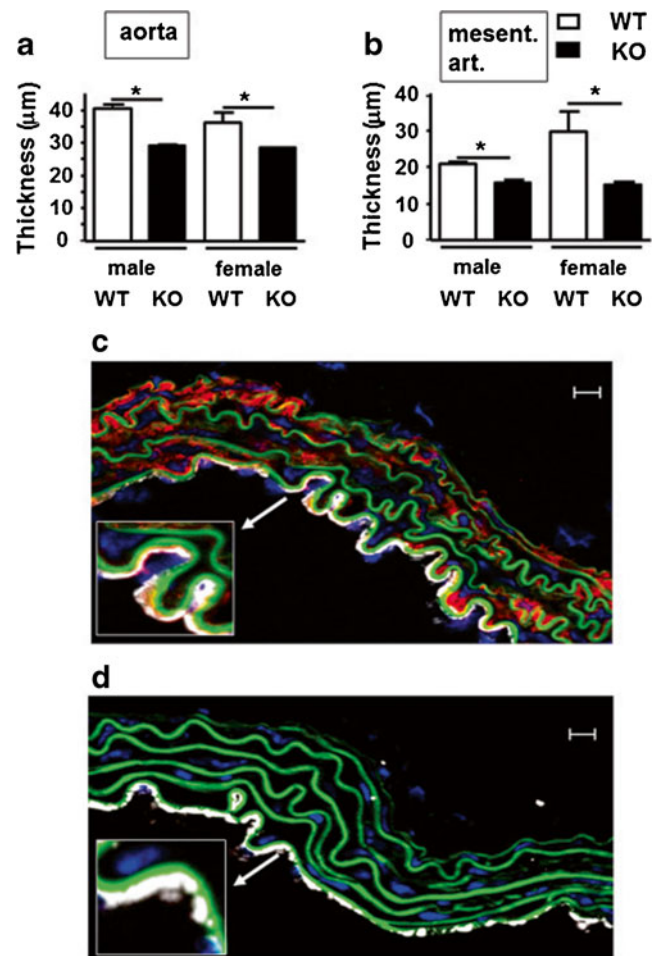 a
aorta
Thickness (μm)
40
30
20
10
0
*
*
male
female
WT KO WT KO
b
mesent.
art.
WT
KO
Thickness (μm)
40
30
20
10
0
*
*
male
female
WT KO WT KO
c
d